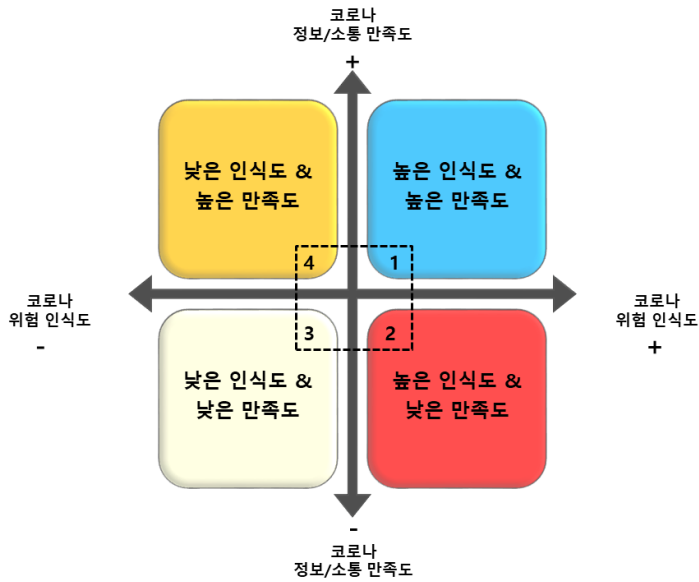 코로나
정보/소통 만족도
+
낮은 인식도 &
높은 만족도
높은 인식도 &
높은 만족도
4
1
코로나
위험 인식도
-
코로나
위험 인식도
+
3
2
낮은 인식도 &
낮은 만족도
높은 인식도 &
낮은 만족도
-
코로나
정보/소통 만족도